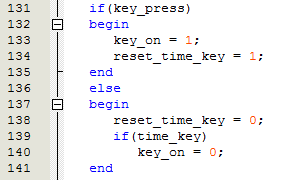 131 if(key_press)
132 begin
133 key_on = 1;
134 reset_time_key = 1;
135 end
136 else
137 begin
138 reset_time_key = 0;
139 if(time_key)
140 key_on = 0;
141 end